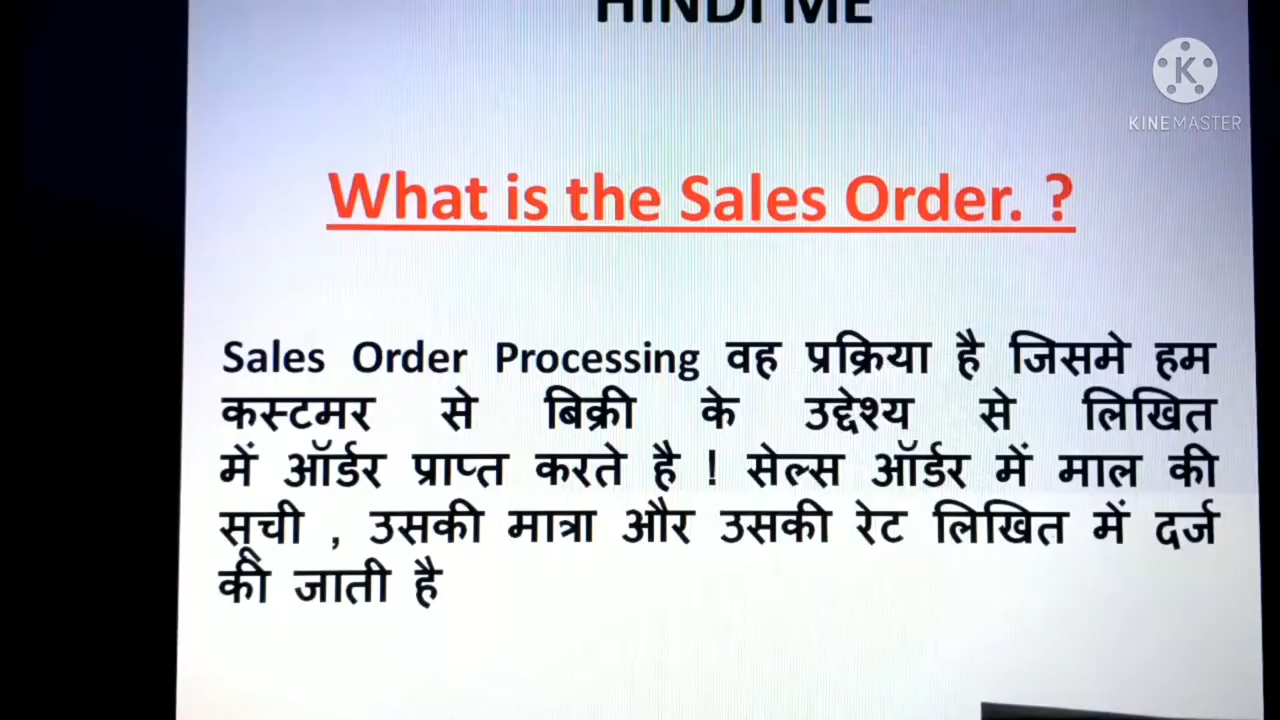 HINDI ME
K
KINEMASTER
What is the Sales Order. ?
Sales Order Processing वह प्रक्रिया है जिसमे हम
कस्टमर से बिक्री के उद्देश्य से लिखित
में ऑर्डर प्राप्त करते है ! सेल्स ऑर्डर में माल की
सूची , उसकी मात्रा और उसकी रेट लिखित में दर्ज
की जाती है